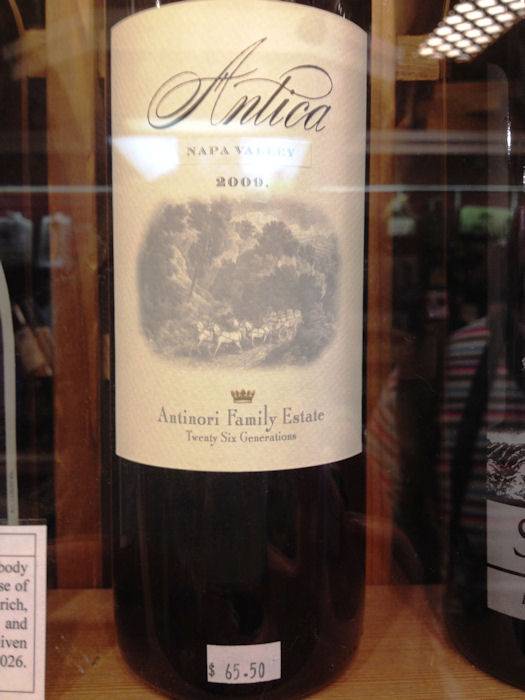 Antica
NAPA VALLEY
2009.
Antinori Family Estate
Twenty Six Generations
$ 65.50
body
se of
rich,
and
iven
026.
S